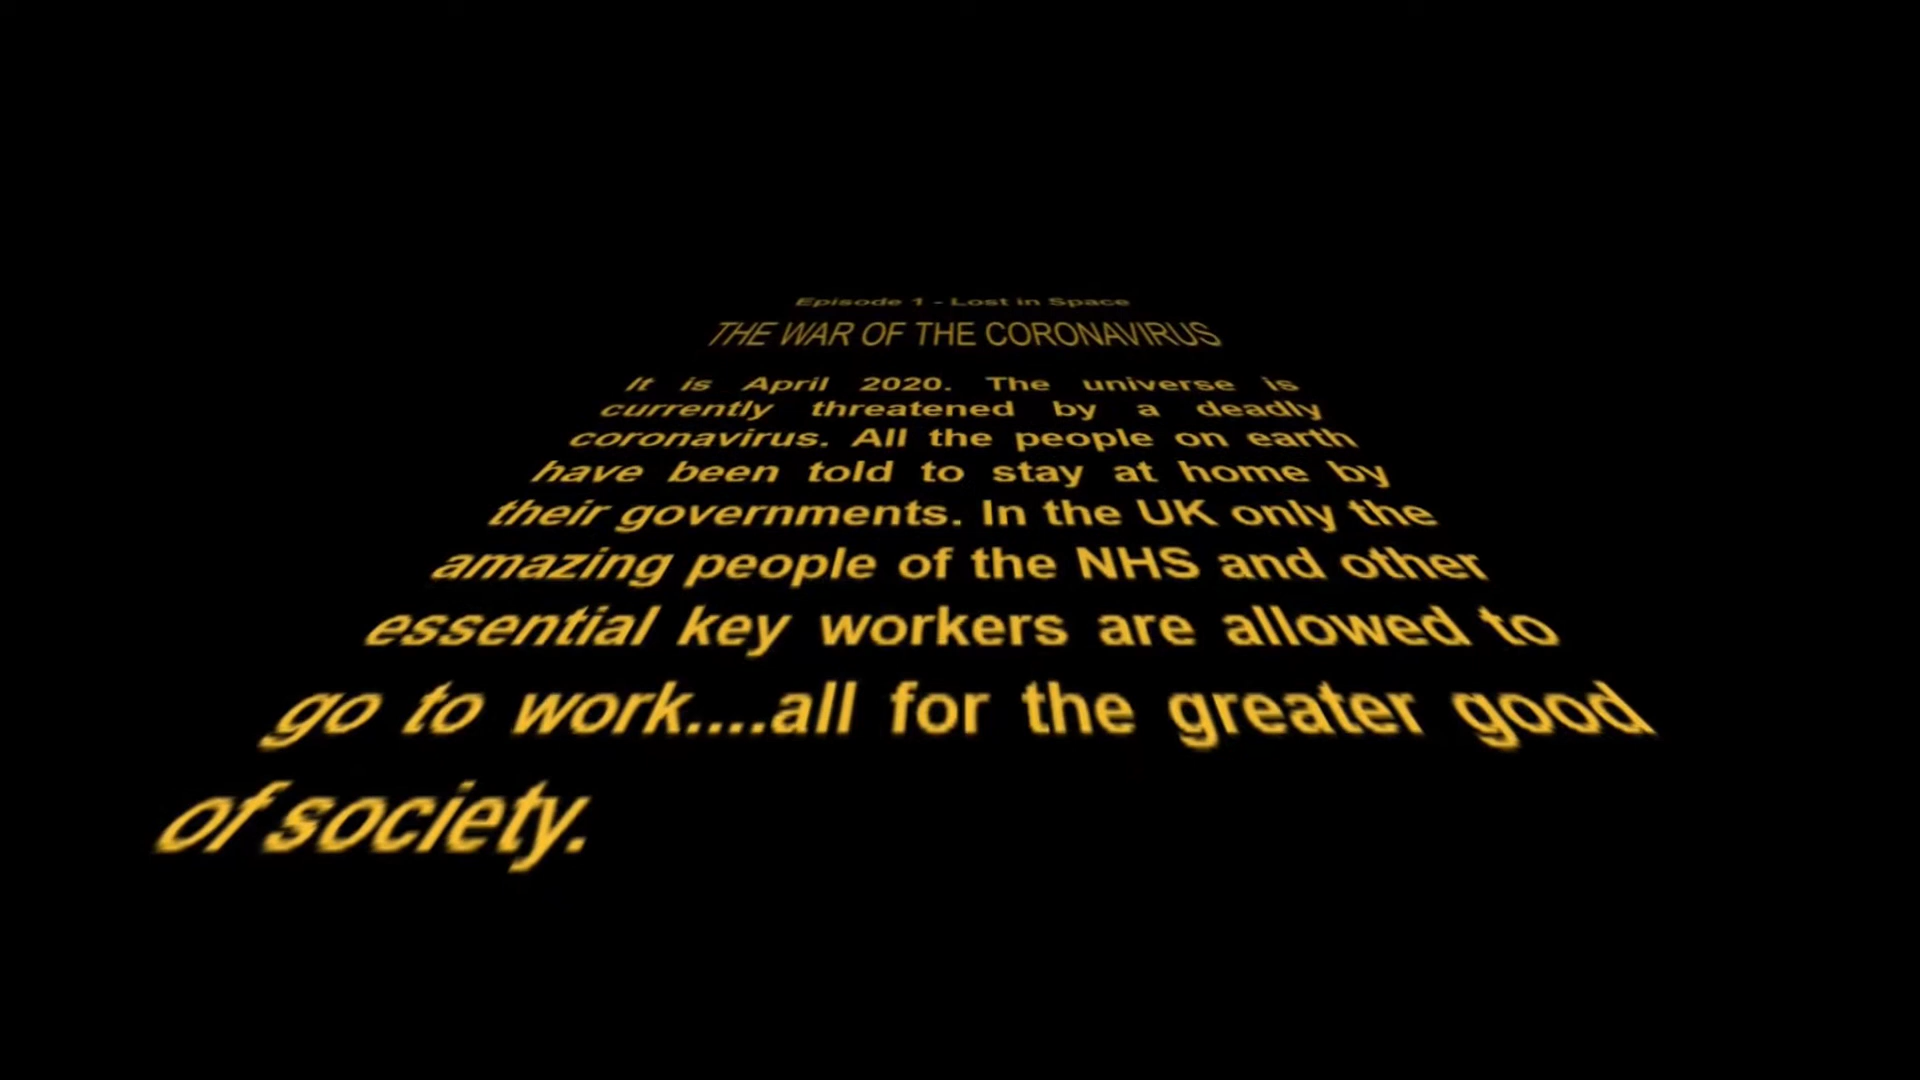 Episode 1 - Lost in Space
THE WAR OF THE CORONAVIRUS
It is April 2020. The universe is
currently threatened by a deadly
coronavirus. All the people on earth
have been told to stay at home by
their governments. In the UK only the
amazing people of the NHS and other
essential key workers are allowed to
go to work....all for the greater good
of society.